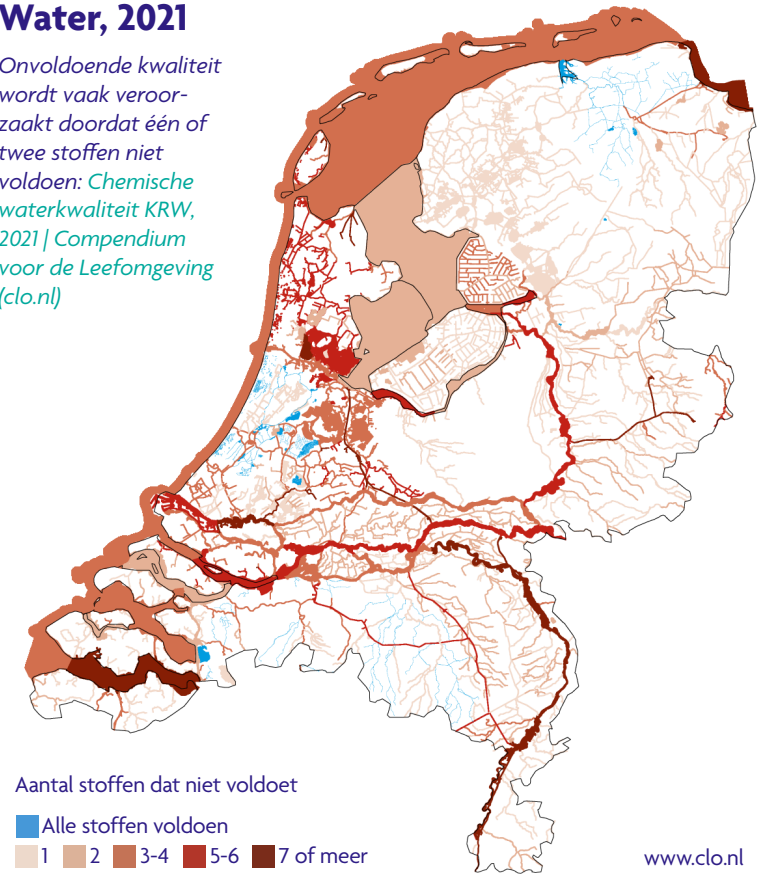 Water, 2021
Onvoldoende kwaliteit
wordt vaak veroor-
zaakt doordat één of
twee stoffen niet
voldoen: Chemische
waterkwaliteit KRW,
2021 | Compendium
voor de Leefomgeving
(clo.nl)
Aantal stoffen dat niet voldoet
Alle stoffen voldoen
1 2 3-4 5-6 7 of meer
www.clo.nl